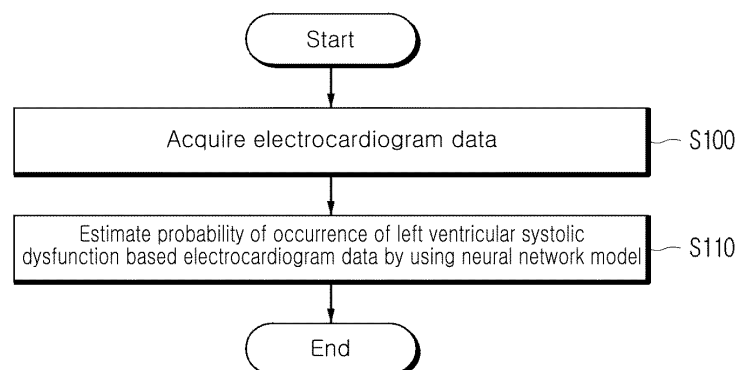 Start
Acquire electrocardiogram data
S100
Estimate probability of occurrence of left ventricular systolic
dysfunction based electrocardiogram data by using neural network model
S110
End